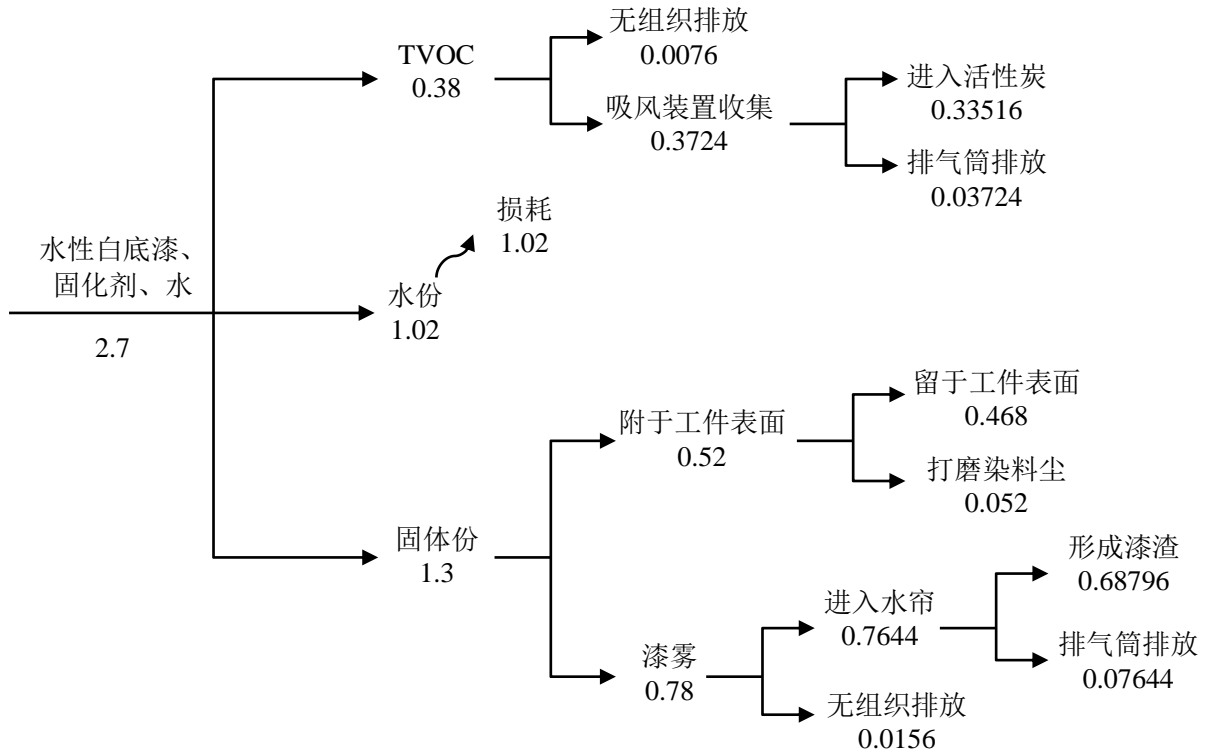 无组织排放
0.0076
TVOC
0.38
进入活性炭
0.33516
吸风装置收集
0.3724
排气筒排放
0.03724
损耗
1.02
水性白底漆、
固化剂、水
2.7
水份
1.02
留于工件表面
0.468
附于工件表面
0.52
打磨染料尘
0.052
固体份
1.3
形成漆渣
0.68796
进入水帘
0.7644
排气筒排放
0.07644
漆雾
0.78
无组织排放
0.0156